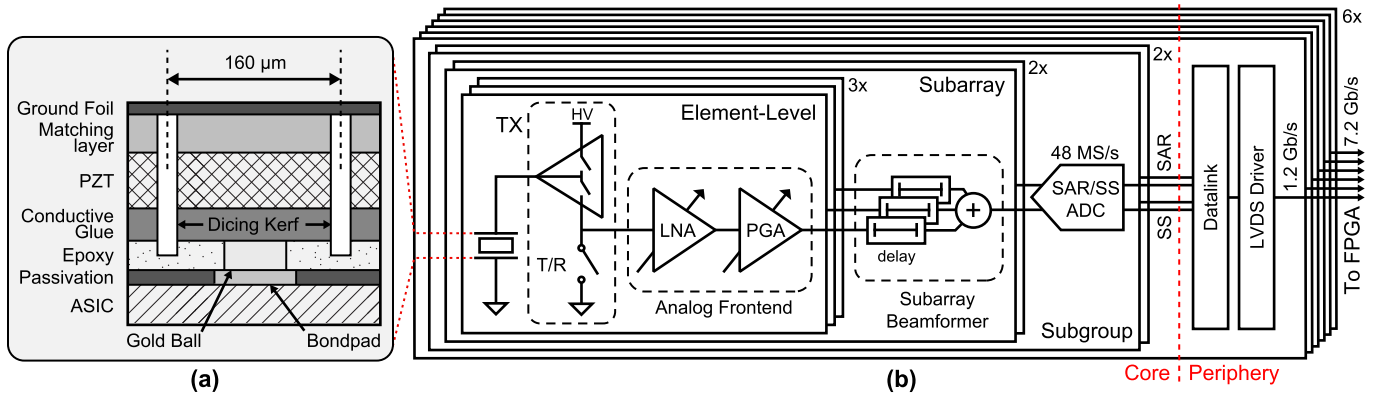 160 µm
Ground Foil
Matching
layer
PZT
Conductive
Glue
Dicing Kerf
Epoxy
Passivation
ASIC
Gold Ball
Bondpad
(a)
6x
2x
2x
3x
Subarray
Element-Level
TX
HV
T/R
LNA
PGA
Analog Frontend
delay
+
Subarray
Beamformer
48 MS/s
SAR/SS
ADC
SAR
SS
Subgroup
Datalink
LVDS Driver
1.2 Gb/s
7.2 Gb/s
To FPGA
Core
Periphery
(b)